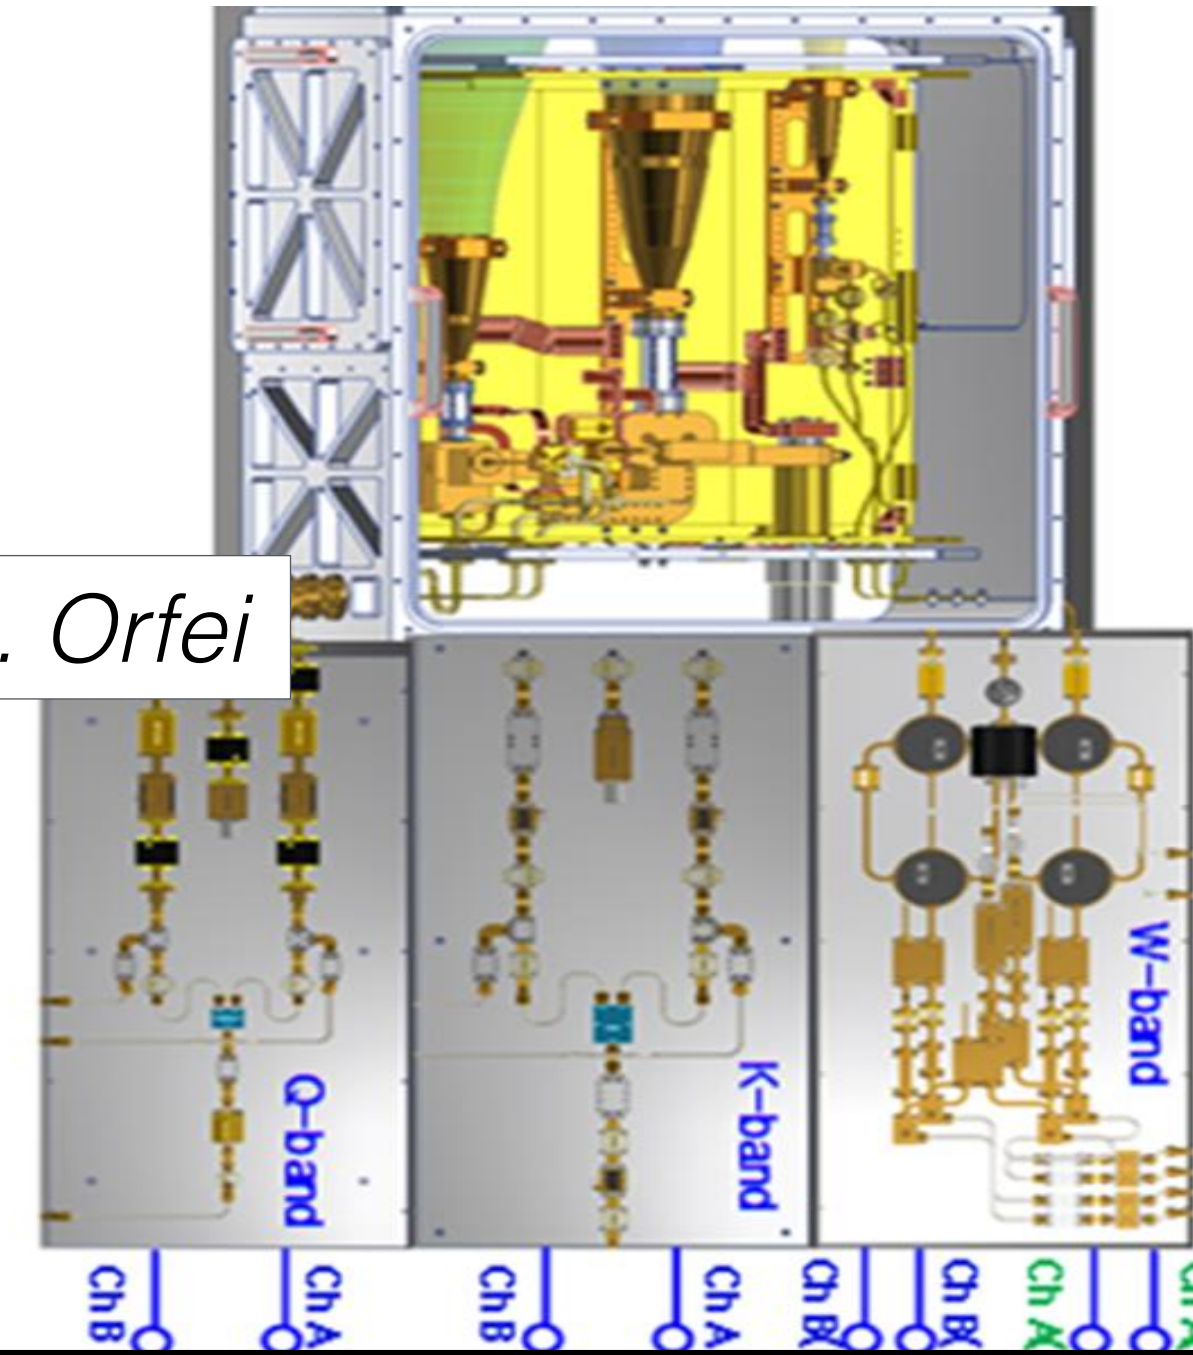 . Orfei
W-band
K-band
Q-band
Ch B
Ch A
Ch B
Ch A
Ch B(
Ch B(
Ch A(